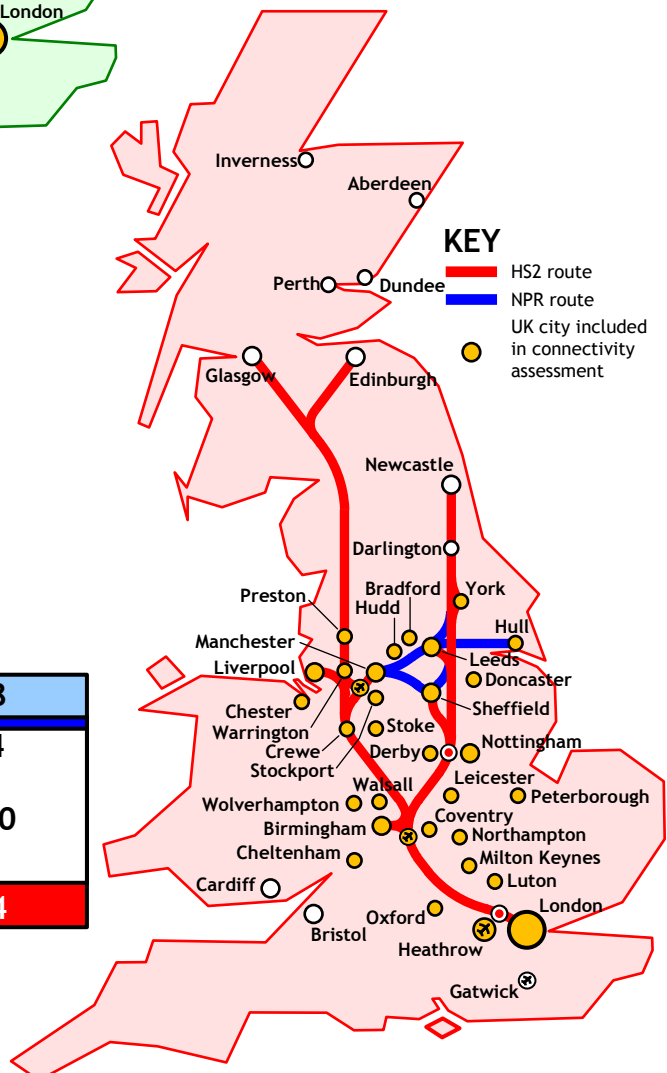 London
Inverness
Aberdeen
KEY
HS2 route
NPR route
UK city included
in connectivity
assessment
Perth
Dundee
Glasgow
Edinburgh
Newcastle
Darlington
Preston
Bradford
York
Hudd
Hull
Manchester
Leeds
Liverpool
Doncaster
Chester
Sheffield
Warrington
Stoke
Crewe
Derby
Nottingham
Stockport
Walsall
Leicester
Wolverhampton
Peterborough
Birmingham
Coventry
Northampton
Cheltenham
Milton Keynes
Cardiff
Luton
London
Oxford
Bristol
Heathrow
Gatwick
0
4